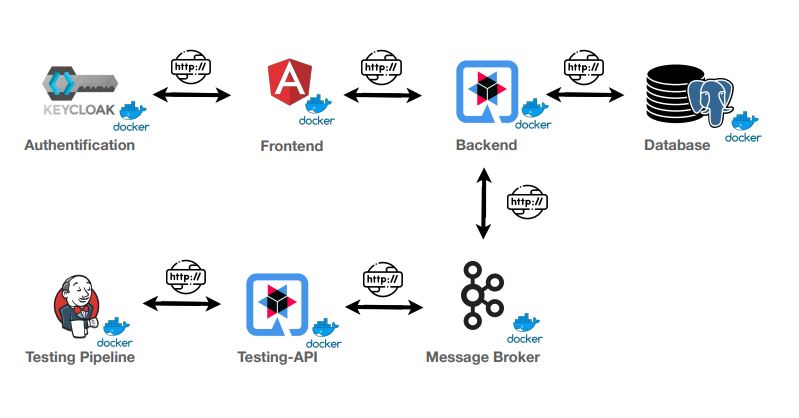 http://
http://
http://
KEYCLOAK
docker
docker
docker
docker
Authentification
Frontend
Backend
Database
http://
http://
http://
docker
docker
docker
docker
Testing Pipeline
Testing-API
Message Broker